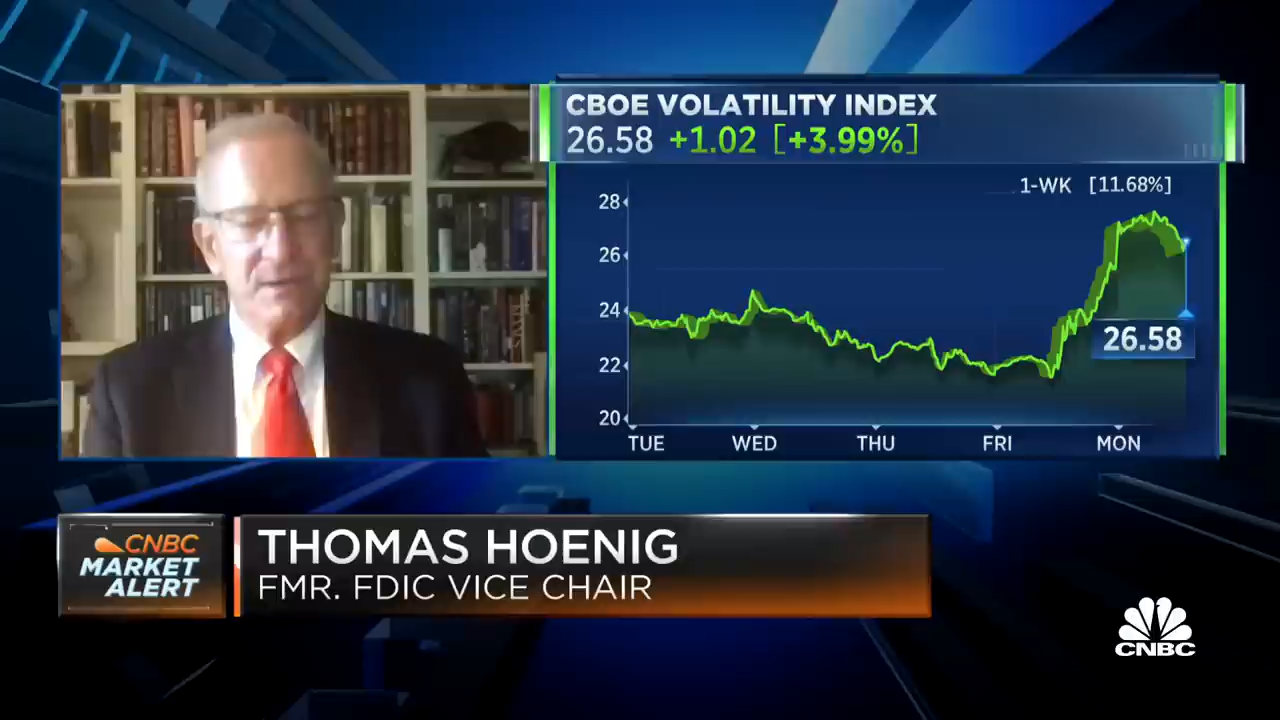 CBOE VOLATILITY INDEX
26.58 +1.02 [+3.99%]
1-WK [11.68%]
28
26
24
22
20
26.58
TUE WED THU FRI MON
CNBC
MARKET
ALERT
THOMAS HOENIG
FMR. FDIC VICE CHAIR
CNBC